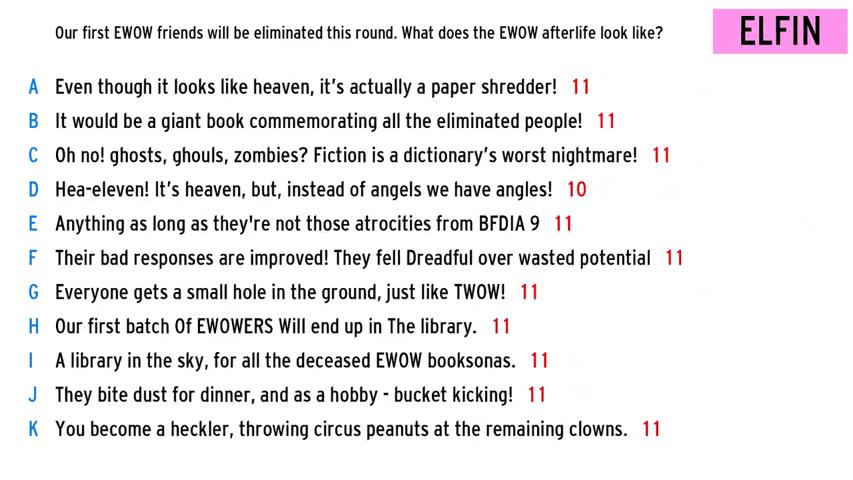 Our first EWOW friends will be eliminated this round. What does the EWOW afterlife look like?
ELFIN
A Even though it looks like heaven, it's actually a paper shredder! 11
B It would be a giant book commemorating all the eliminated people! 11
C Oh no! ghosts, ghouls, zombies? Fiction is a dictionary's worst nightmare! 11
D Hea-eleven! It's heaven, but, instead of angels we have angles! 10
E Anything as long as they're not those atrocities from BFDIA 9 11
F Their bad responses are improved! They fell Dreadful over wasted potential 11
G Everyone gets a small hole in the ground, just like TWOW! 11
H Our first batch Of EWOWERS Will end up in The library. 11
I A library in the sky, for all the deceased EWOW booksonas. 11
J They bite dust for dinner, and as a hobby - bucket kicking! 11
K You become a heckler, throwing circus peanuts at the remaining clowns. 11